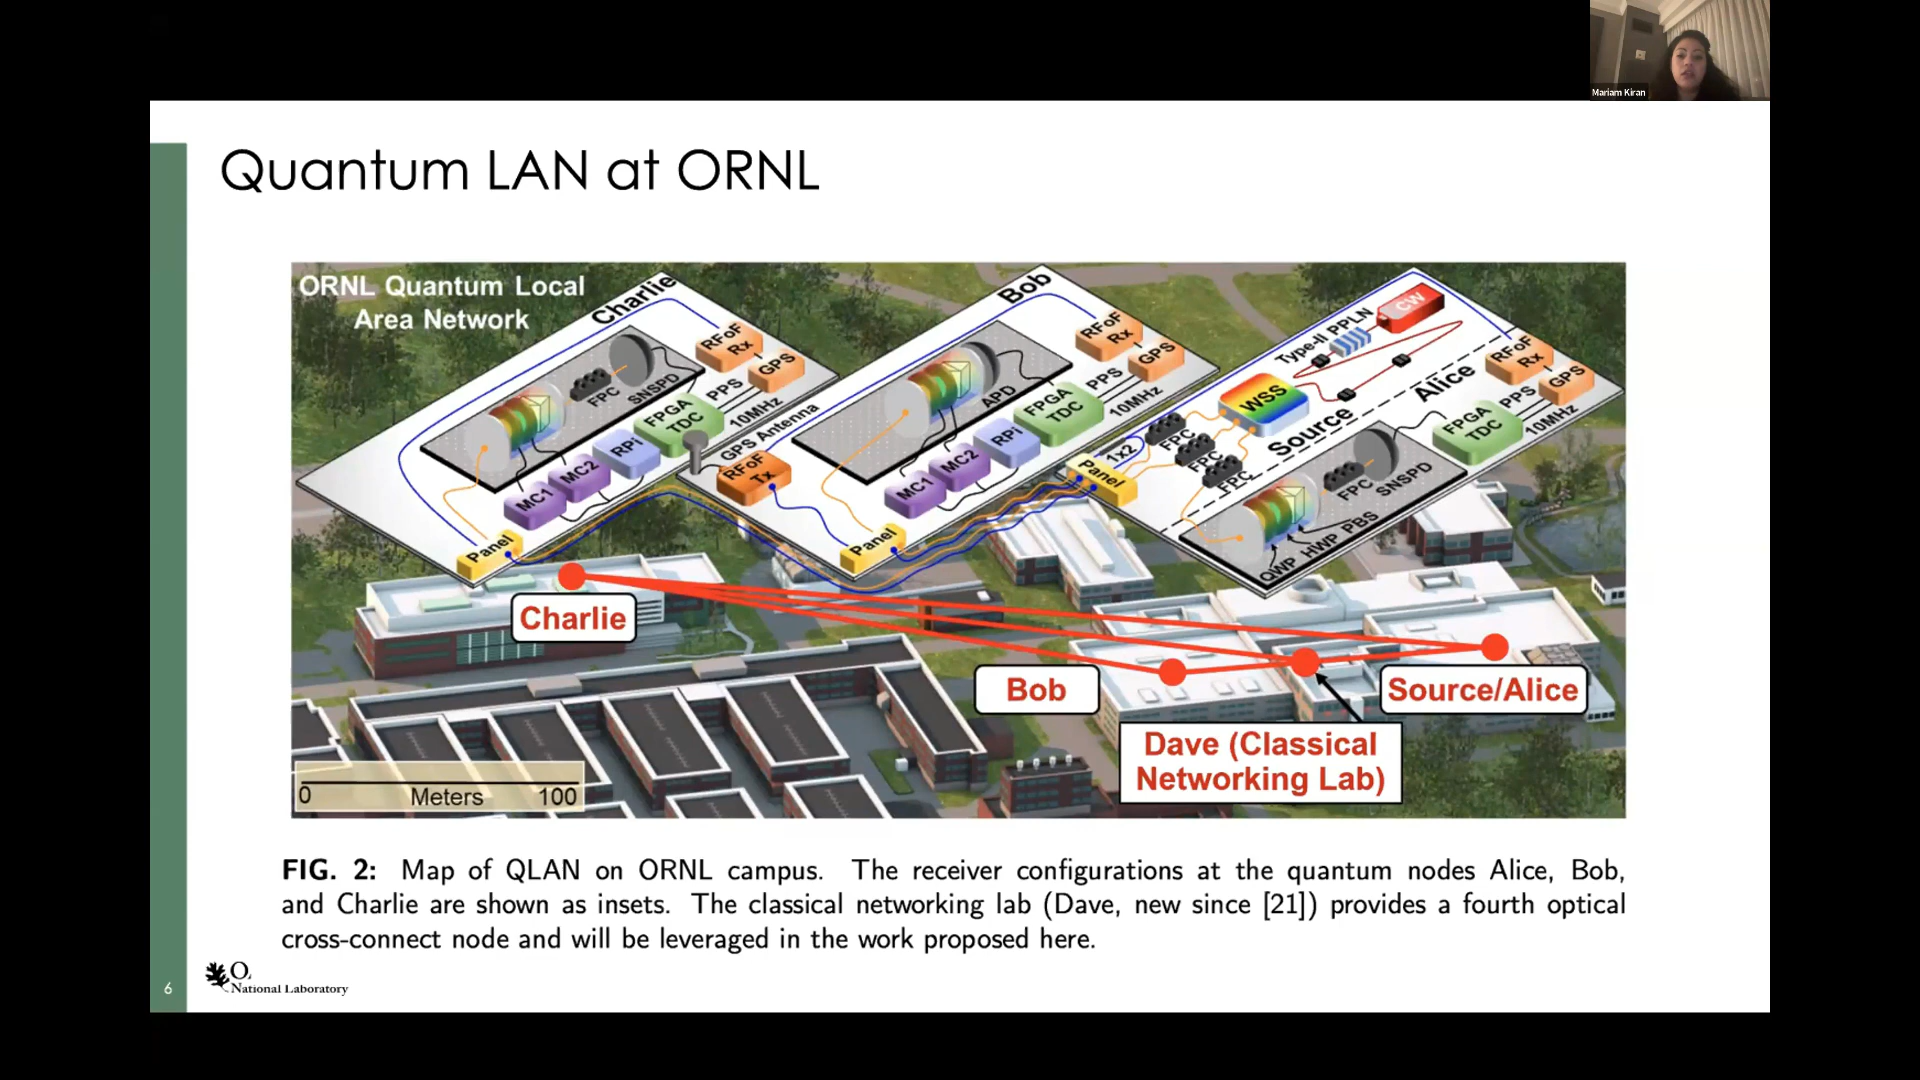 Mariam Kiran
Quantum LAN at ORNL
ORNL Quantum Local
Area Network
Charlie
RFoF
Rx
GPS
PPS
10MHz
FPC
SNSPD
FPGA
TDC
RPi
MC2
MC1
Panel
GPS Antenna
RFoF
Tx
Bob
RFoF
Rx
GPS
PPS
10MHz
APD
FPGA
TDC
RPi
MC2
MC1
Panel
CW
Type-II PPLN
WSS
Source
Alice
1x2
FPC
FPC
FPC
Panel
RFoF
Rx
GPS
PPS
10MHz
FPGA
TDC
FPC
SNSPD
QWP
HWP
PBS
Charlie
Bob
Source/Alice
Dave (Classical
Networking Lab)
0 Meters 100
FIG. 2: Map of QLAN on ORNL campus. The receiver configurations at the quantum nodes Alice, Bob,
and Charlie are shown as insets. The classical networking lab (Dave, new since [21]) provides a fourth optical
cross-connect node and will be leveraged in the work proposed here.
6
National Laboratory